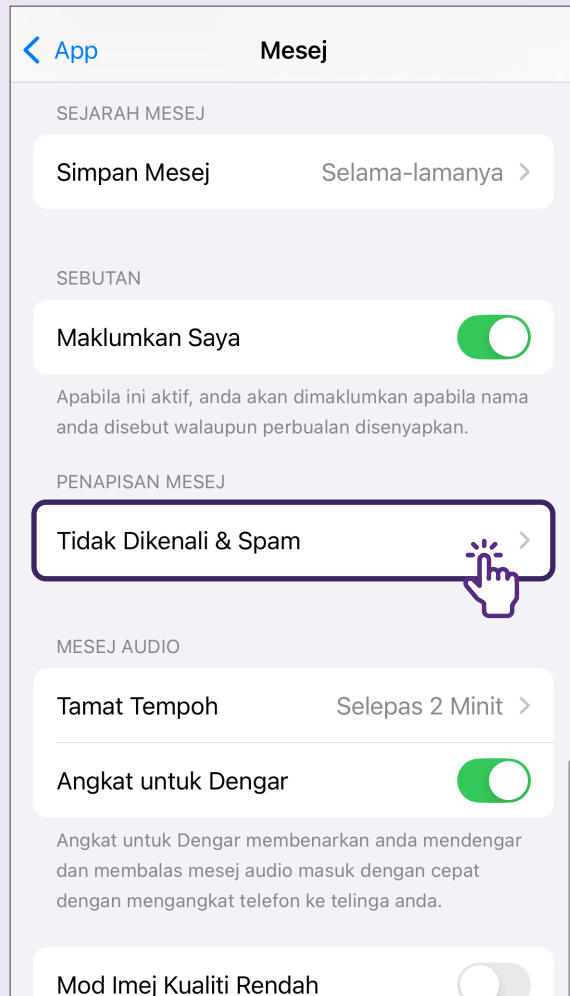 App
Mesej
SEJARAH MESEJ
Simpan Mesej
Selama-lamanya
SEBUTAN
Maklumkan Saya
Apabila ini aktif, anda akan dimaklumkan apabila nama
anda disebut walaupun perbualan disenyapkan.
PENAPISAN MESEJ
Tidak Dikenali & Spam
MESEJ AUDIO
Tamat Tempoh
Selepas 2 Minit
Angkat untuk Dengar
Angkat untuk Dengar membenarkan anda mendengar
dan membalas mesej audio masuk dengan cepat
dengan mengangkat telefon ke telinga anda.
Mod Imej Kualiti Rendah